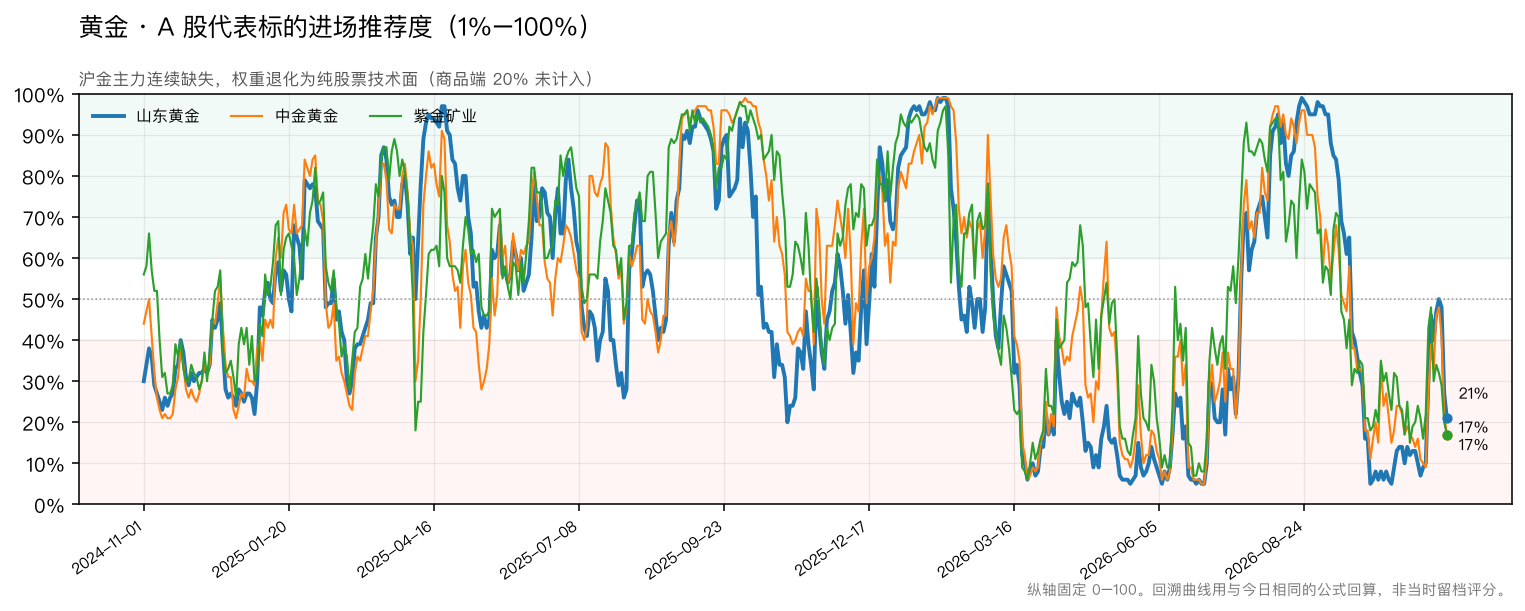 黄金 · A 股代表标的进场推荐度（1%—100%）
沪金主力连续缺失，权重退化为纯股票技术面（商品端 20% 未计入）
山东黄金 中金黄金 紫金矿业
100%
90%
80%
70%
60%
50%
40%
30%
20%
10%
0%
21%
17%
17%
2024-11-01 2025-01-20 2025-04-16 2025-07-08 2025-09-23 2025-12-17 2026-03-16 2026-06-05 2026-08-24
纵轴固定 0—100。回溯曲线用与今日相同的公式回算，非当时留档评分。